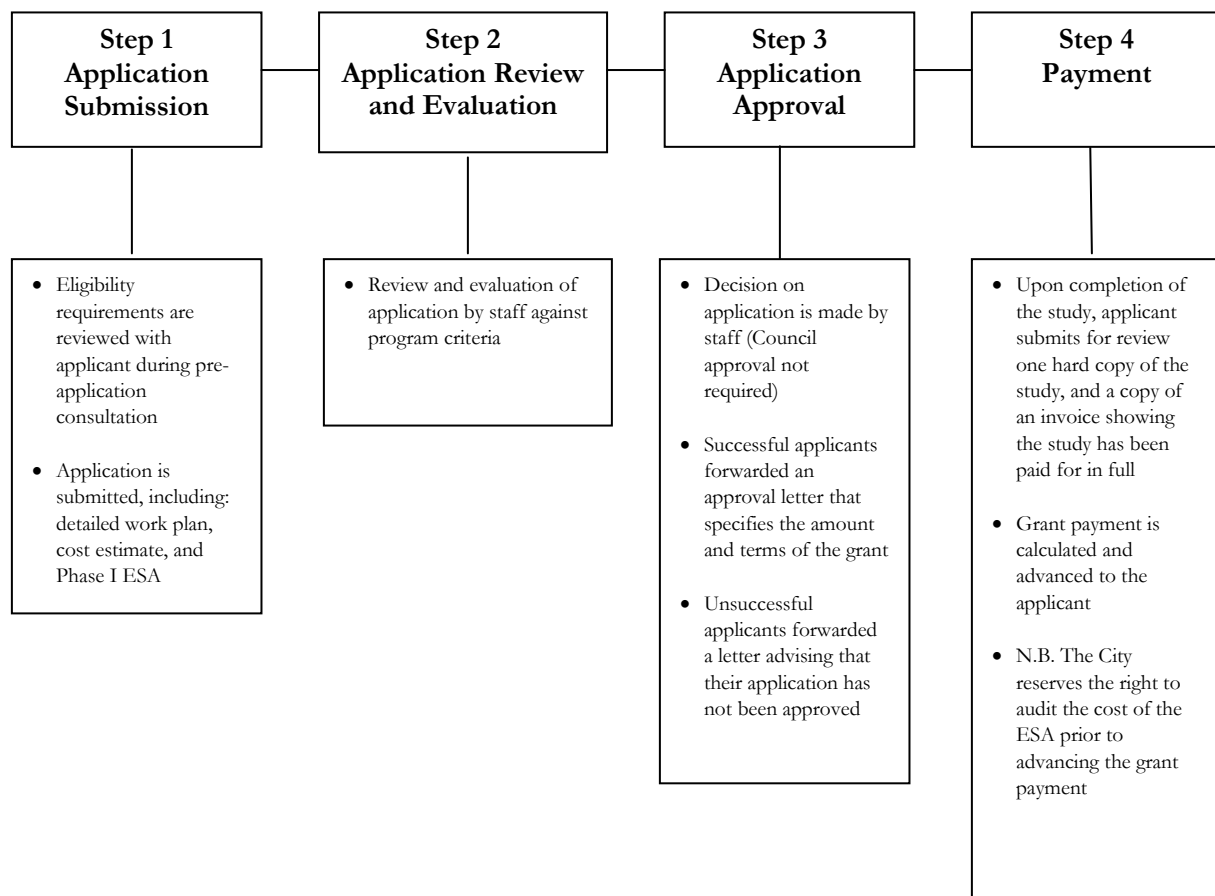 Step 1
Application
Submission
Step 2
Application Review
and Evaluation
Step 3
Application
Approval
Step 4
Payment
• Eligibility
requirements are
reviewed with
applicant during pre-
application
consultation
• Application is
submitted, including:
detailed work plan,
cost estimate, and
Phase I ESA
• Review and evaluation of
application by staff against
program criteria
• Decision on
application is made by
staff (Council
approval not
required)
• Successful applicants
forwarded an
approval letter that
specifies the amount
and terms of the grant
• Unsuccessful
applicants forwarded
a letter advising that
their application has
not been approved
• Upon completion of
the study, applicant
submits for review
one hard copy of the
study, and a copy of
an invoice showing
the study has been
paid for in full
• Grant payment is
calculated and
advanced to the
applicant
• N.B. The City
reserves the right to
audit the cost of the
ESA prior to
advancing the grant
payment